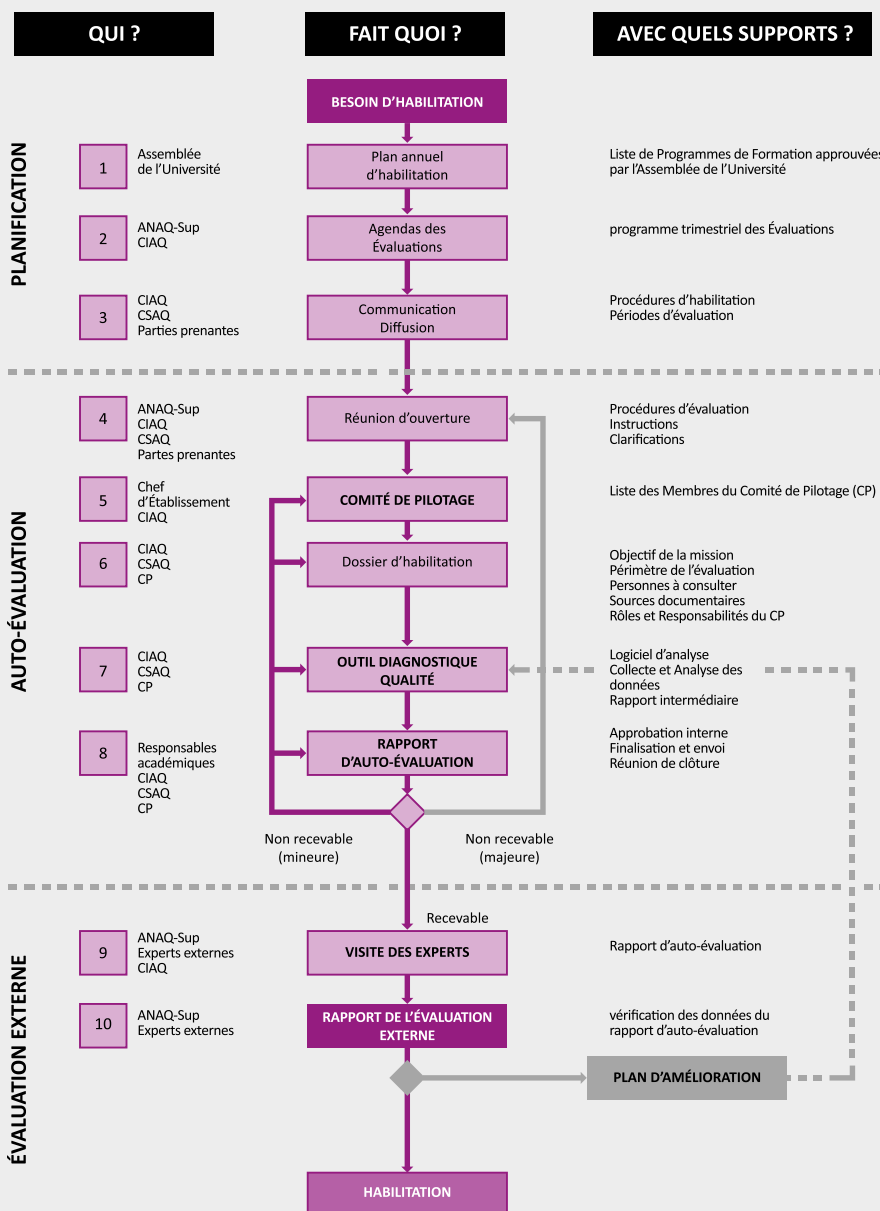 QUI ?
FAIT QUOI ?
AVEC QUELS SUPPORTS ?
BESOIN D'HABILITATION
PLANIFICATION
1
Assemblée
de l'Université
Plan annuel
d'habilitation
Liste de Programmes de Formation approuvées
par l'Assemblée de l'Université
2
ANAQ-Sup
CIAQ
Agendas des
Évaluations
programme trimestriel des Évaluations
3
CIAQ
CSAQ
Parties prenantes
Communication
Diffusion
Procédures d'habilitation
Périodes d'évaluation
AUTO-ÉVALUATION
4
ANAQ-Sup
CIAQ
CSAQ
Partes prenantes
Réunion d'ouverture
Procédures d'évaluation
Instructions
Clarifications
5
Chef
d'Établissement
CIAQ
COMITÉ DE PILOTAGE
Liste des Membres du Comité de Pilotage (CP)
6
CIAQ
CSAQ
CP
Dossier d'habilitation
Objectif de la mission
Périmètre de l'évaluation
Personnes à consulter
Sources documentaires
Rôles et Responsabilités du CP
7
CIAQ
CSAQ
CP
OUTIL DIAGNOSTIQUE
QUALITÉ
Logiciel d'analyse
Collecte et Analyse des
données
Rapport intermédiaire
8
Responsables
académiques
CIAQ
CSAQ
CP
RAPPORT
D'AUTO-ÉVALUATION
Approbation interne
Finalisation et envoi
Réunion de clôture
Non recevable
(mineure)
Non recevable
(majeure)
Recevable
ÉVALUATION EXTERNE
9
ANAQ-Sup
Experts externes
CIAQ
VISITE DES EXPERTS
Rapport d'auto-évaluation
10
ANAQ-Sup
Experts externes
RAPPORT DE L'ÉVALUATION
EXTERNE
vérification des données du
rapport d'auto-évaluation
PLAN D'AMÉLIORATION
HABILITATION